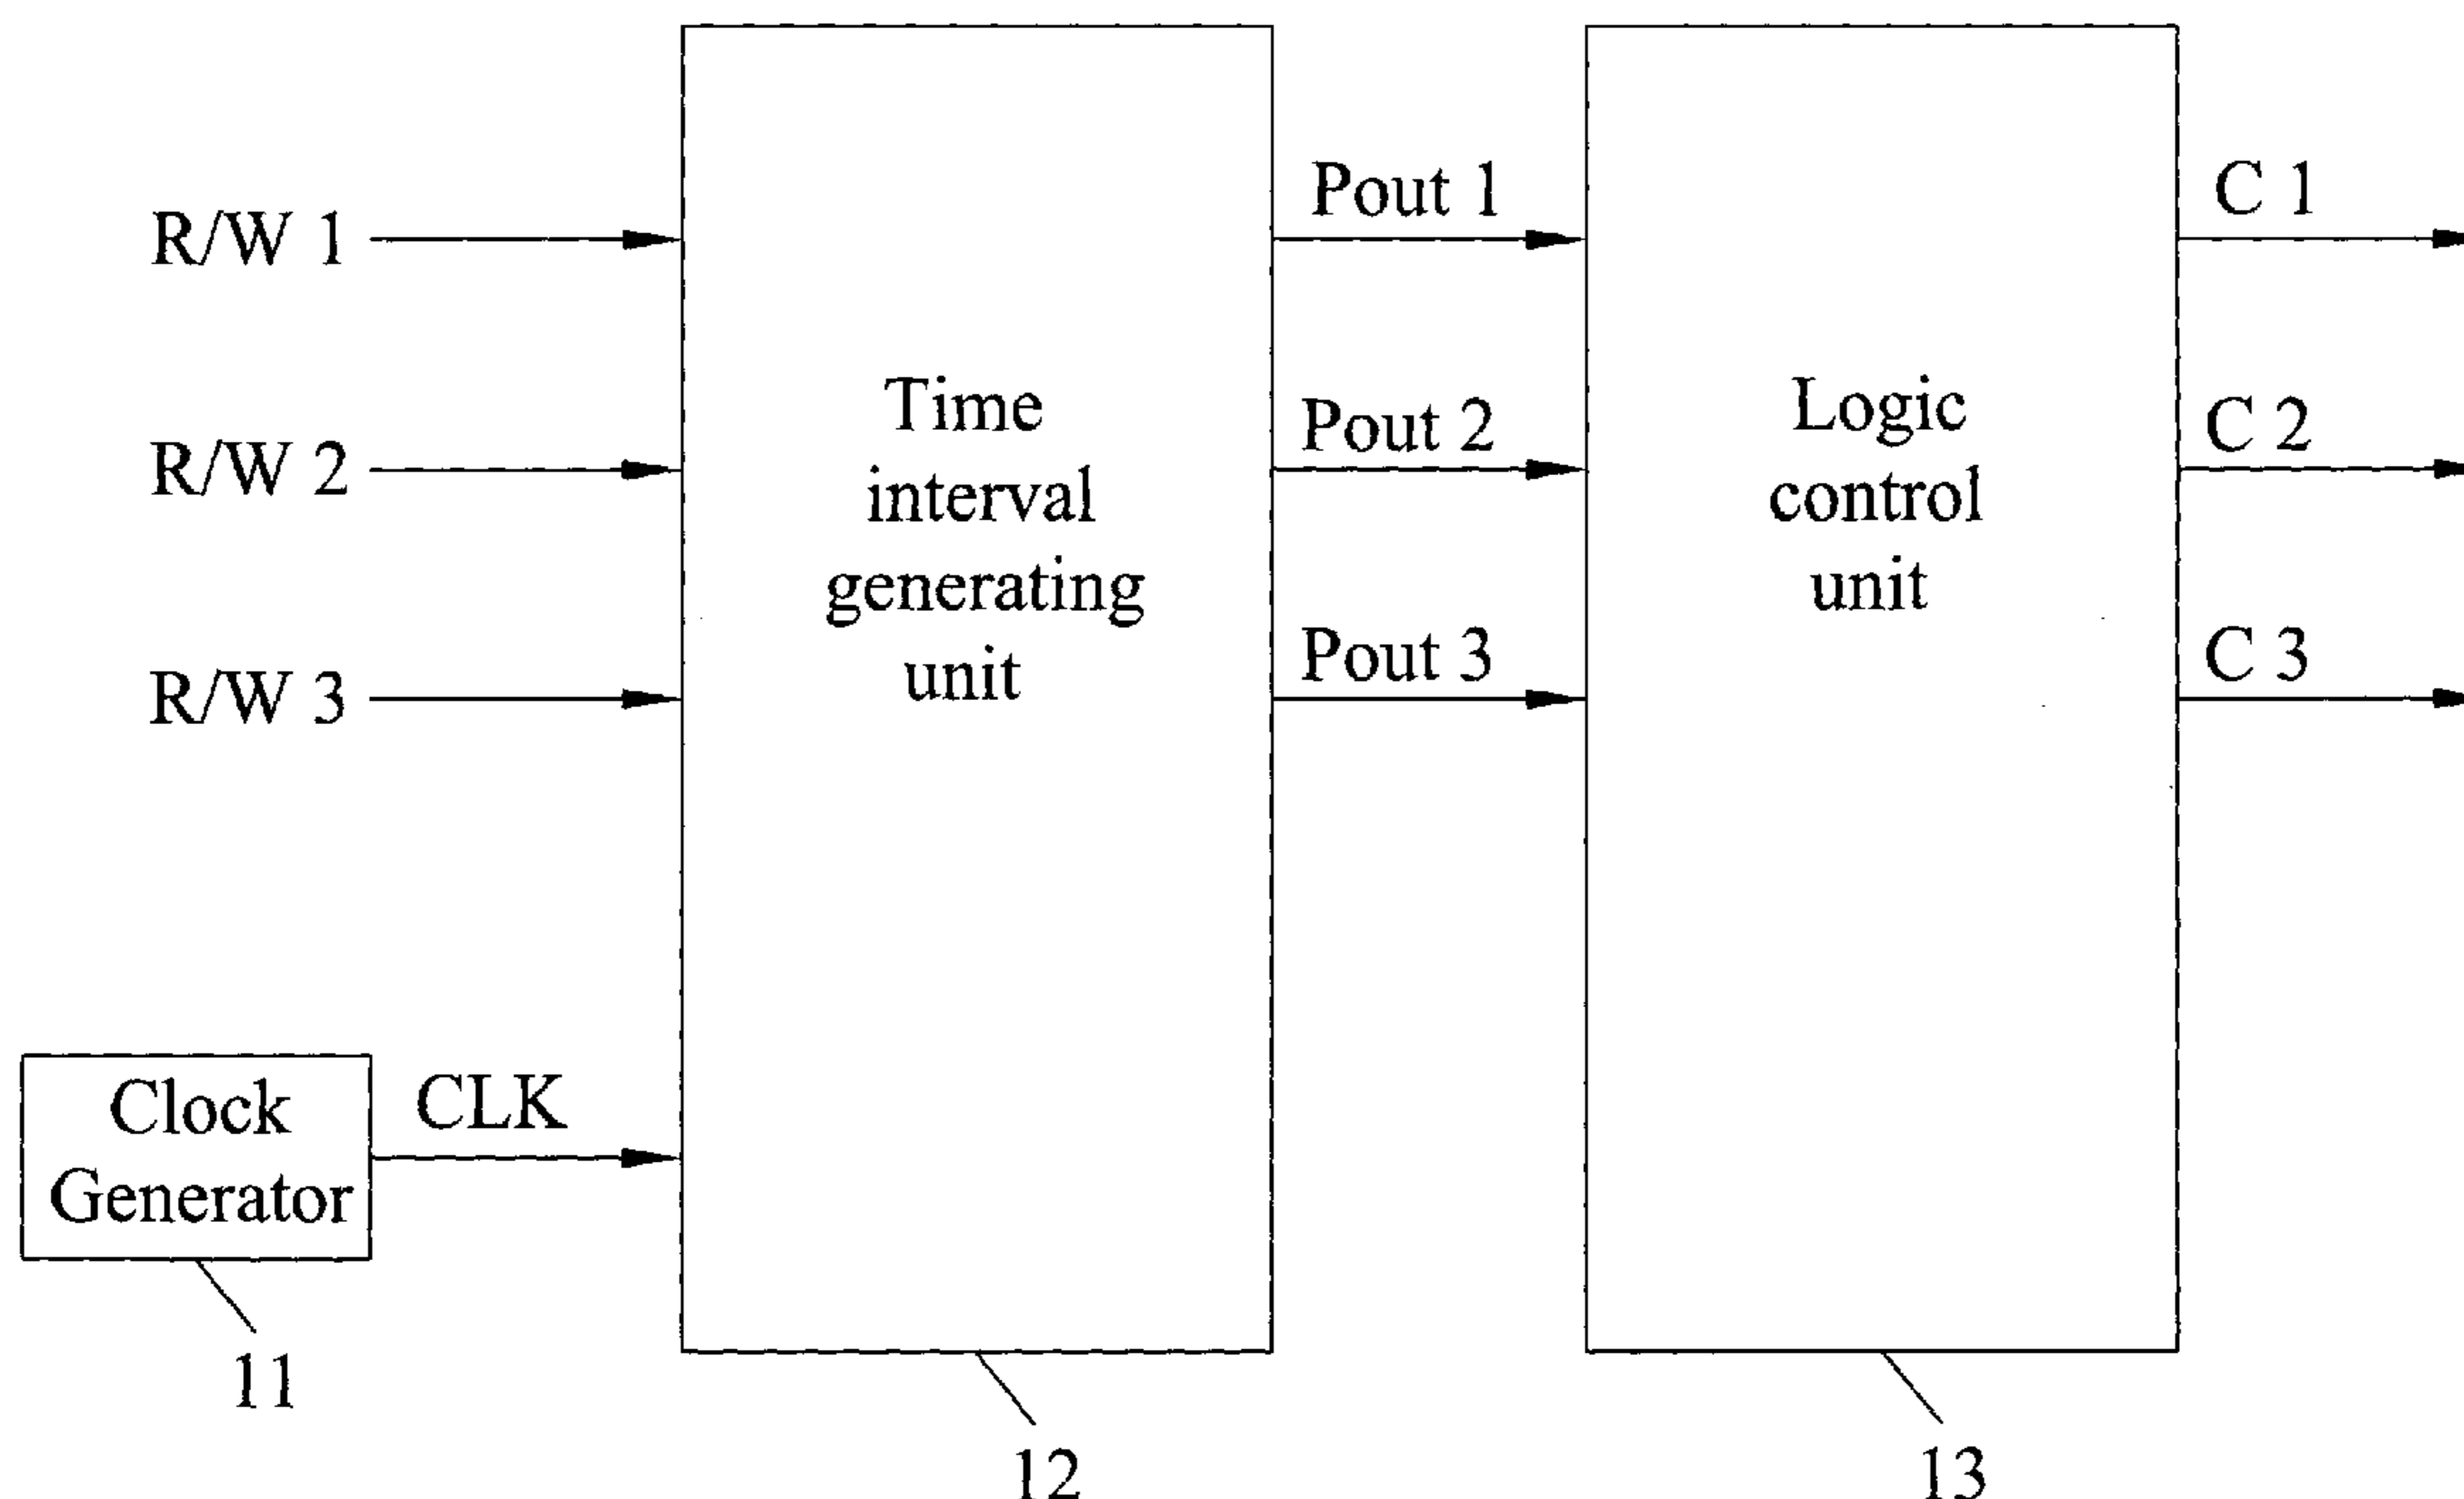 R/W 1
R/W 2
R/W 3
Clock
Generator
CLK
11
Time
interval
generating
unit
12
Pout 1
Pout 2
Pout 3
Logic
control
unit
13
C 1
C 2
C 3